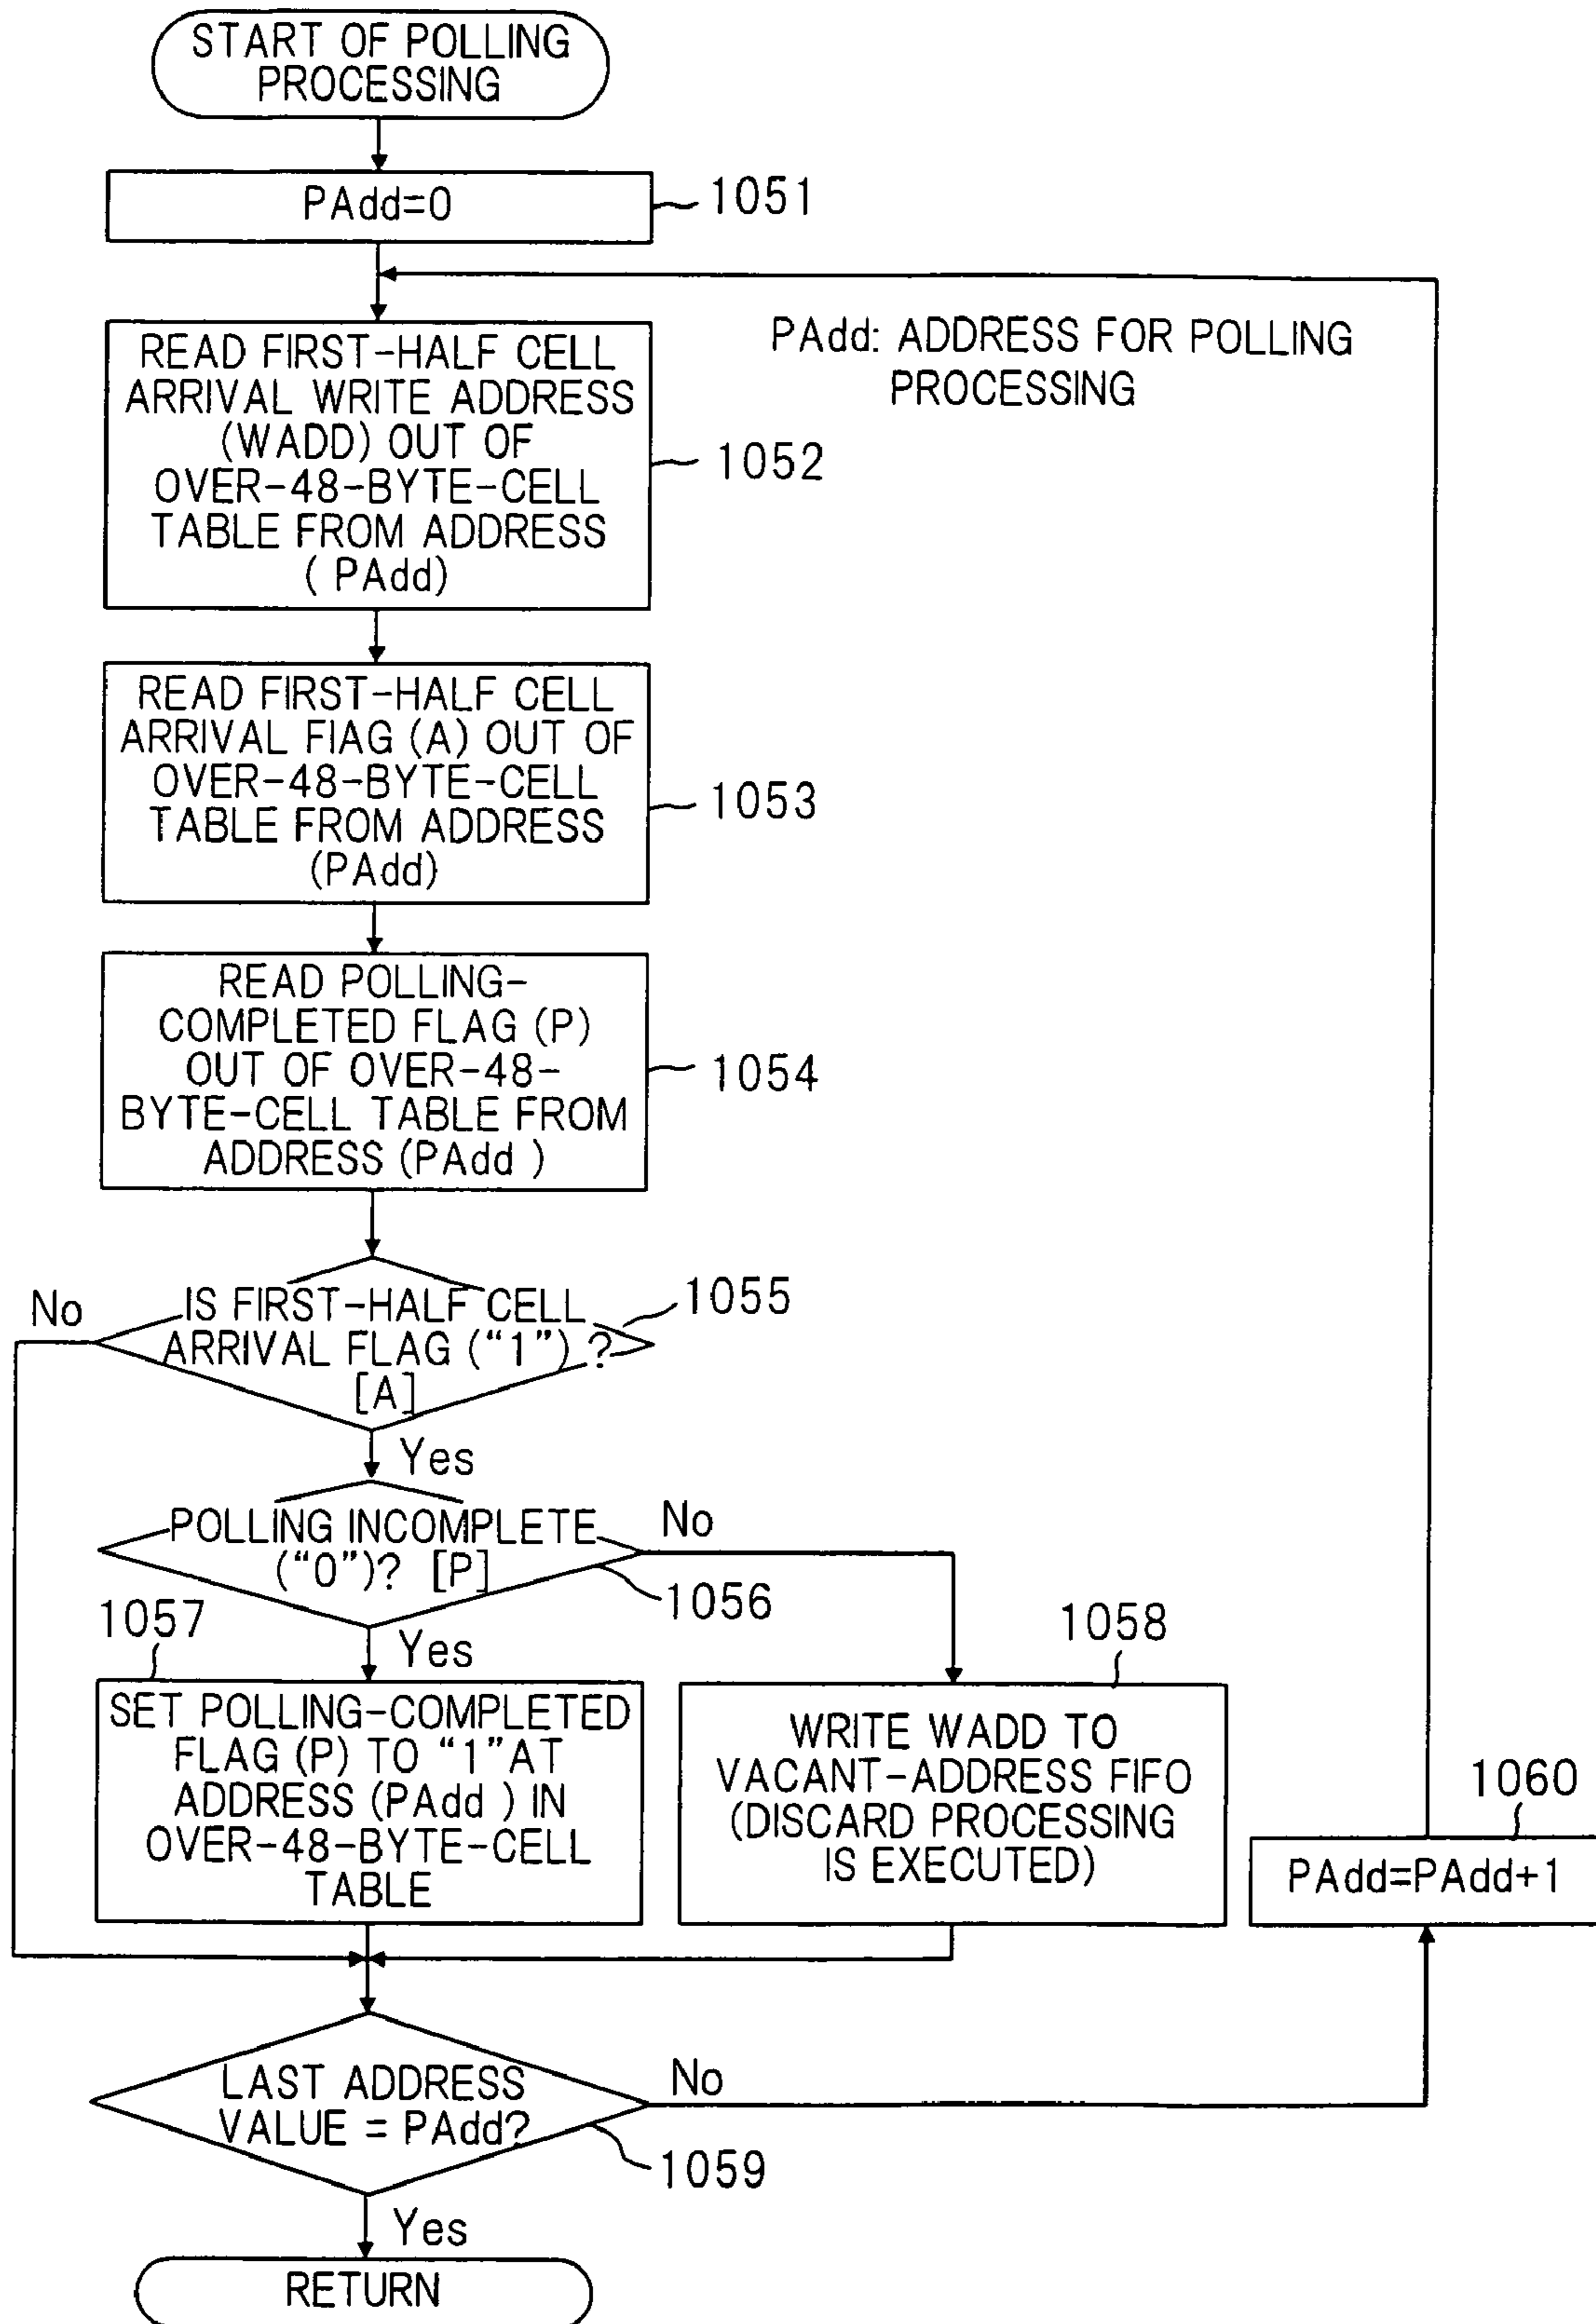 START OF POLLING
PROCESSING
PAdd=0
1051
PAdd: ADDRESS FOR POLLING
PROCESSING
READ FIRST-HALF CELL
ARRIVAL WRITE ADDRESS
(WADD) OUT OF
OVER-48-BYTE-CELL
TABLE FROM ADDRESS
( PAdd)
1052
READ FIRST-HALF CELL
ARRIVAL FIAG (A) OUT OF
OVER-48-BYTE-CELL
TABLE FROM ADDRESS
(PAdd)
1053
READ POLLING-
COMPLETED FLAG (P)
OUT OF OVER-48-
BYTE-CELL TABLE FROM
ADDRESS (PAdd )
1054
No
IS FIRST-HALF CELL
ARRIVAL FLAG (“1”) ?
[A]
1055
Yes
POLLING INCOMPLETE
(“0”)? [P]
No
1056
1057
Yes
1058
SET POLLING-COMPLETED
FLAG (P) TO “1”AT
ADDRESS (PAdd ) IN
OVER-48-BYTE-CELL
TABLE
WRITE WADD TO
VACANT-ADDRESS FIFO
(DISCARD PROCESSING
IS EXECUTED)
1060
PAdd=PAdd+1
LAST ADDRESS
VALUE = PAdd?
No
1059
Yes
RETURN